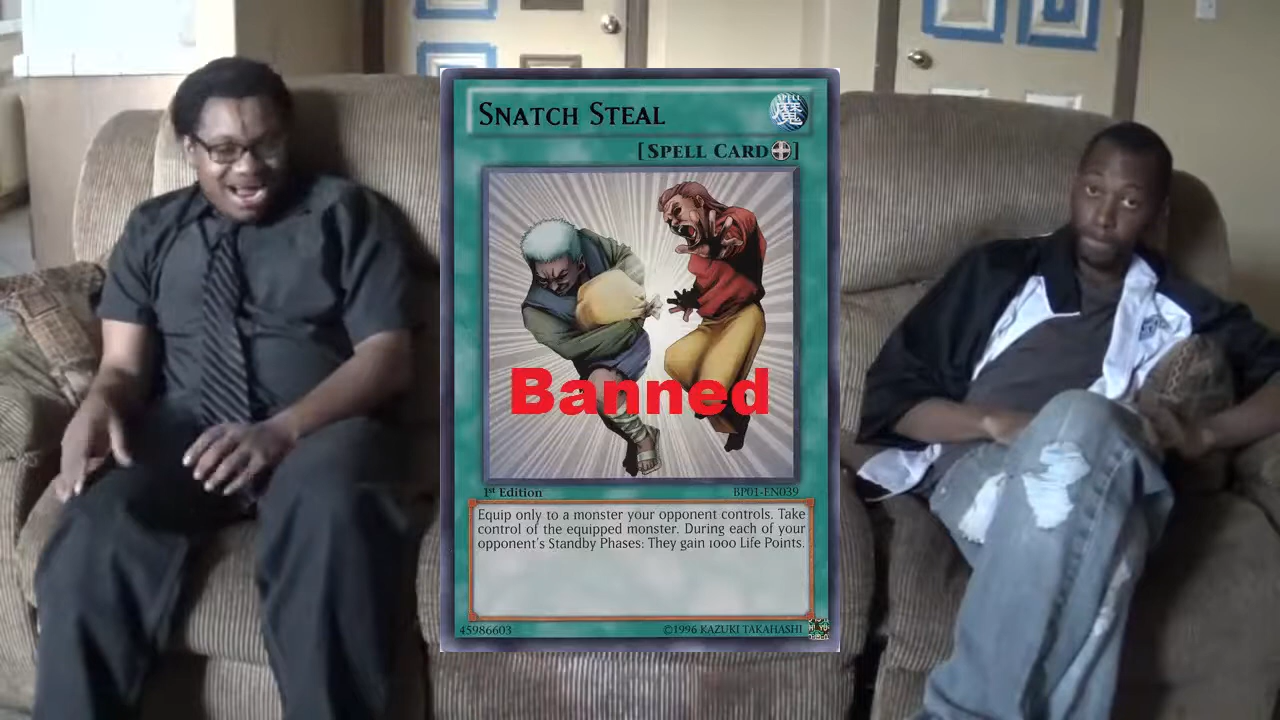 SNATCH STEAL
SPELL
魔
[SPELL CARD]
Banned
1st Edition
BP01-EN039
Equip only to a monster your opponent controls. Take
control of the equipped monster. During each of your
opponent's Standby Phases: They gain 1000 Life Points.
45986603
©1996 KAZUKI TAKAHASHI